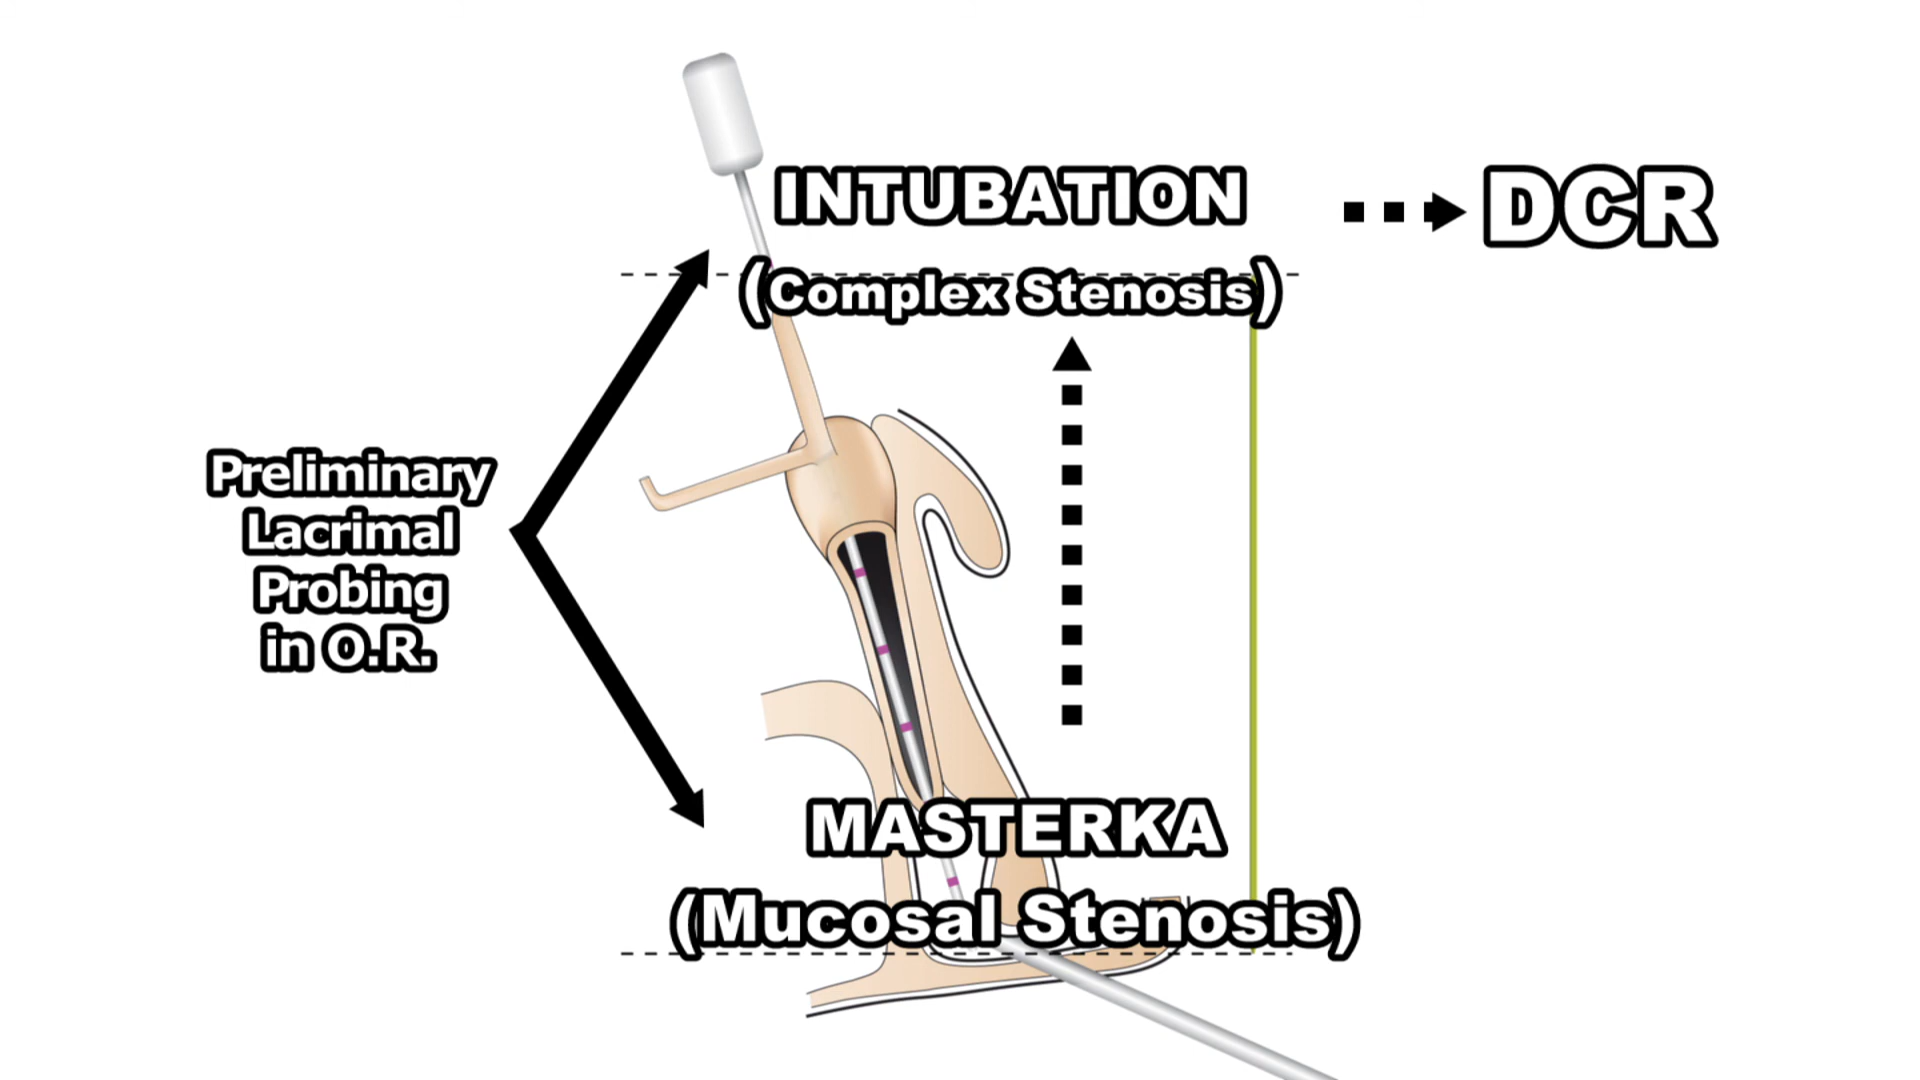 INTUBATION
(Complex Stenosis)
DCR
Preliminary
Lacrimal
Probing
in O.R.
MASTERKA
(Mucosal Stenosis)